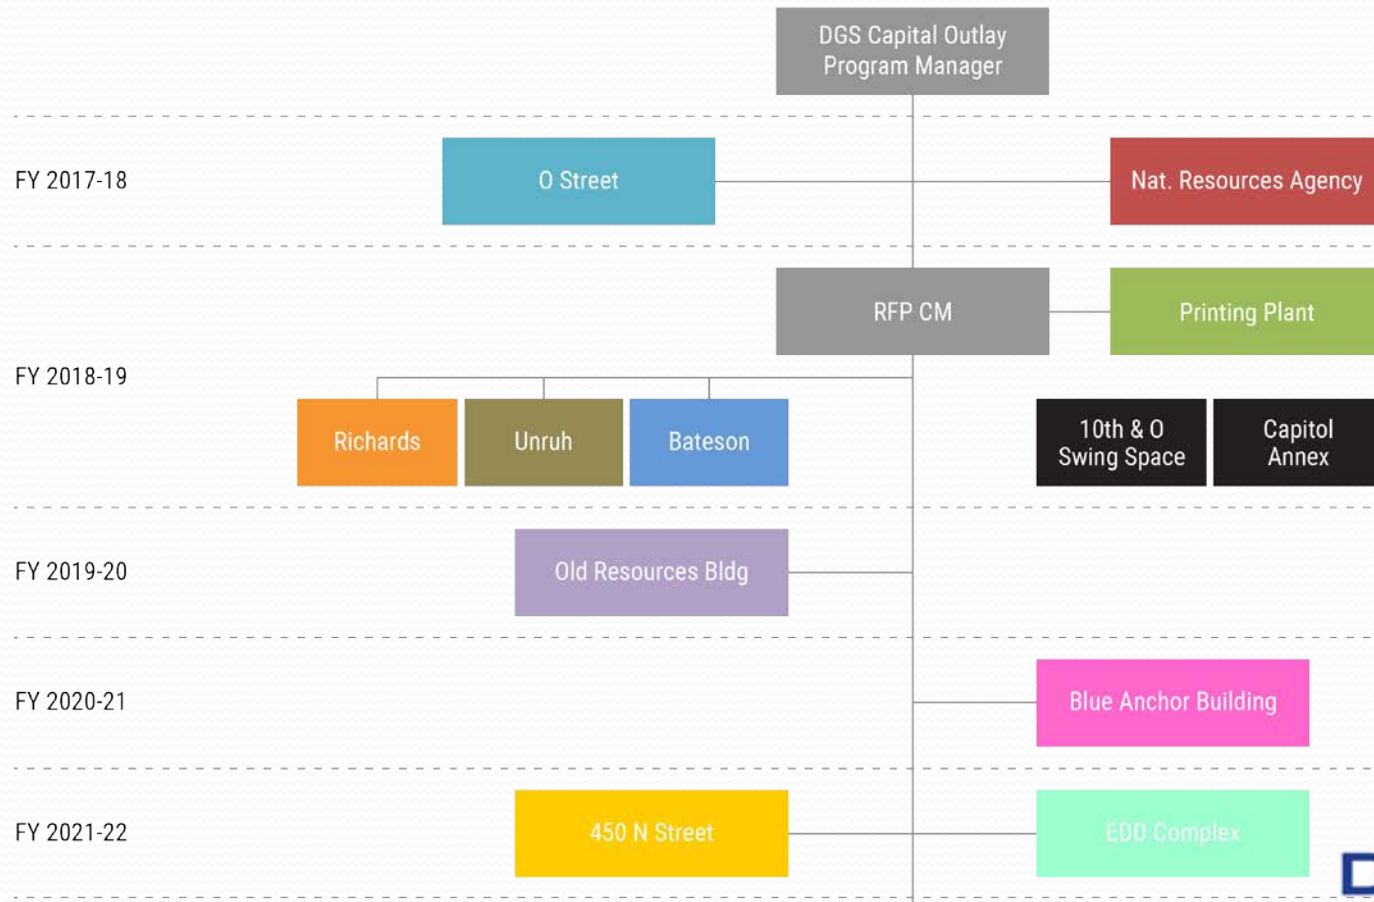 DGS Capital Outlay
Program Manager
FY 2017-18
O Street
Nat. Resources Agency
RFP CM
Printing Plant
FY 2018-19
Richards
Unruh
Bateson
10th & O
Swing Space
Capitol
Annex
FY 2019-20
Old Resources Bldg
FY 2020-21
Blue Anchor Building
FY 2021-22
450 N Street
EDD Complex